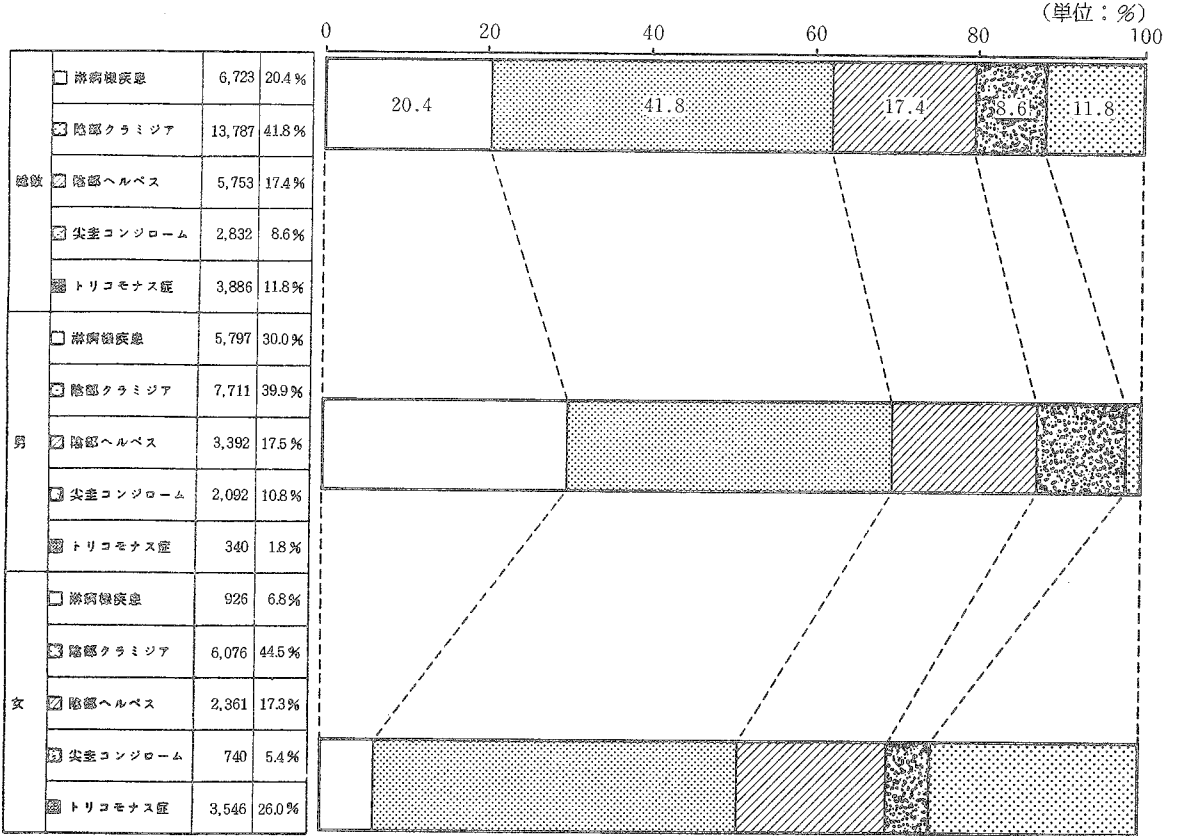 (単位:%)
0 20 40 60 80 100
総数
淋病様疾患 6,723 20.4%
陰部クラミジア 13,787 41.8%
陰部ヘルペス 5,753 17.4%
尖圭コンジローム 2,832 8.6%
トリコモナス症 3,886 11.8%
20.4 41.8 17.4 8.6 11.8
男
淋病様疾患 5,797 30.0%
陰部クラミジア 7,711 39.9%
陰部ヘルペス 3,392 17.5%
尖圭コンジローム 2,092 10.8%
トリコモナス症 340 1.8%
女
淋病様疾患 926 6.8%
陰部クラミジア 6,076 44.5%
陰部ヘルペス 2,361 17.3%
尖圭コンジローム 740 5.4%
トリコモナス症 3,546 26.0%